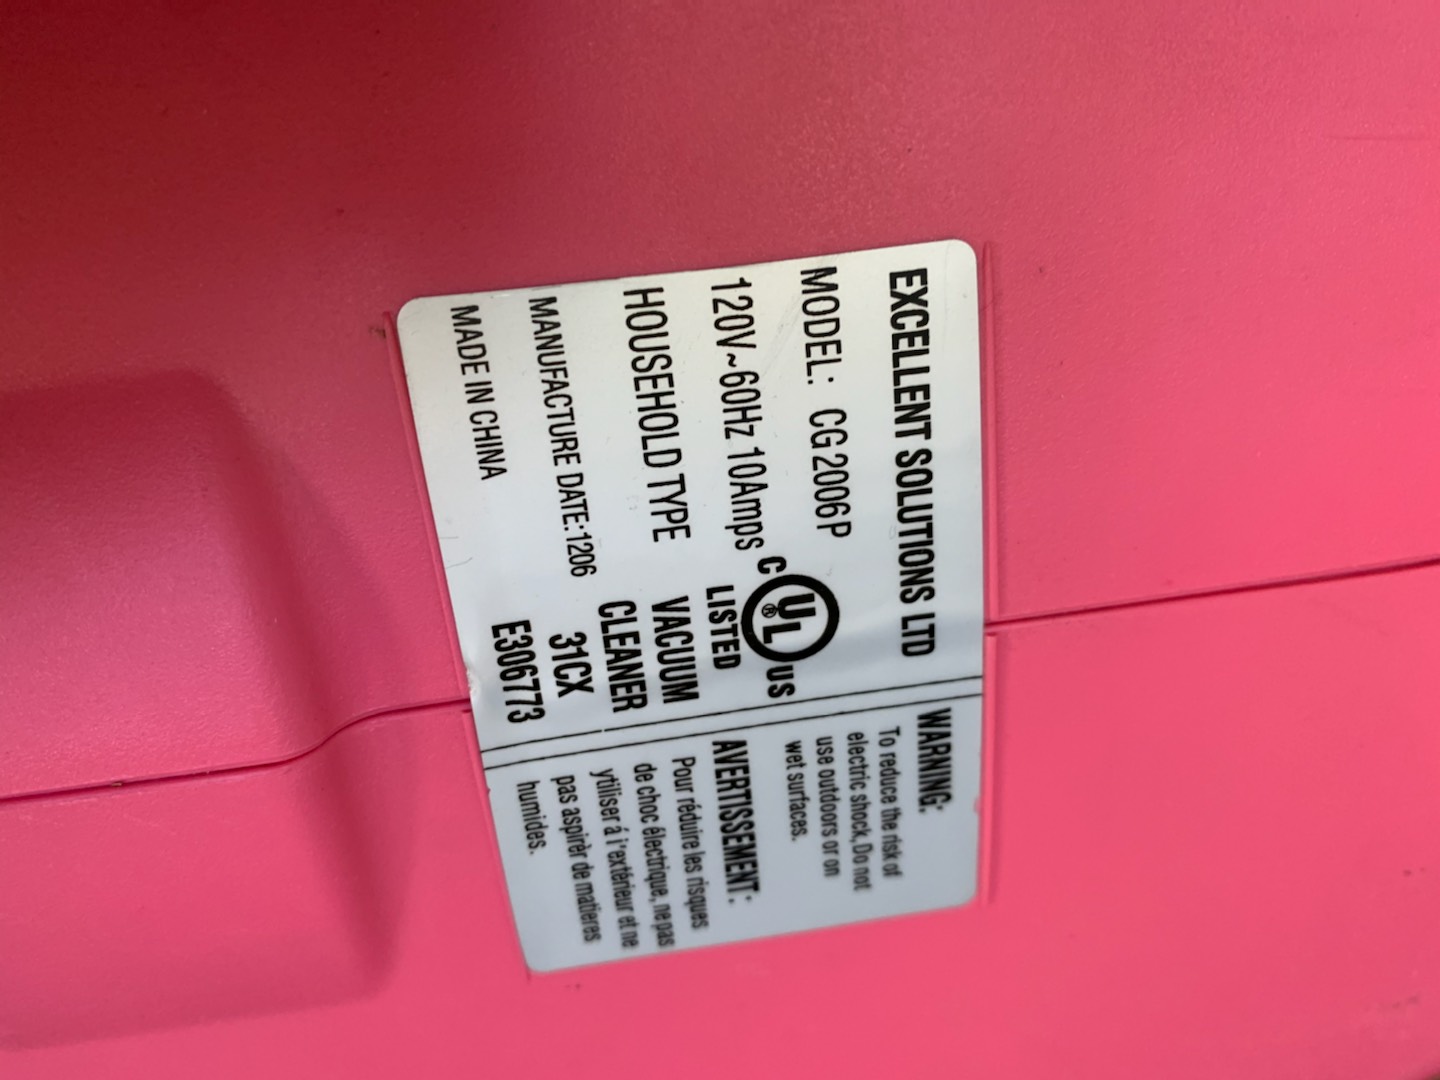 EXCELLENT SOLUTIONS LTD
MODEL: CG2006P
120V~60Hz 10Amps
HOUSEHOLD TYPE
MANUFACTURE DATE:1206
MADE IN CHINA
C UL ® US
LISTED
VACUUM
CLEANER
31CX
E306773
WARNING:
To reduce the risk of
electric shock, Do not
use outdoors or on
wet surfaces.
AVERTISSEMENT:
Pour réduire les risques
de choc électrique, ne pas
ytiliser á l'extérieur et ne
pas aspirèr de matieres
humides.